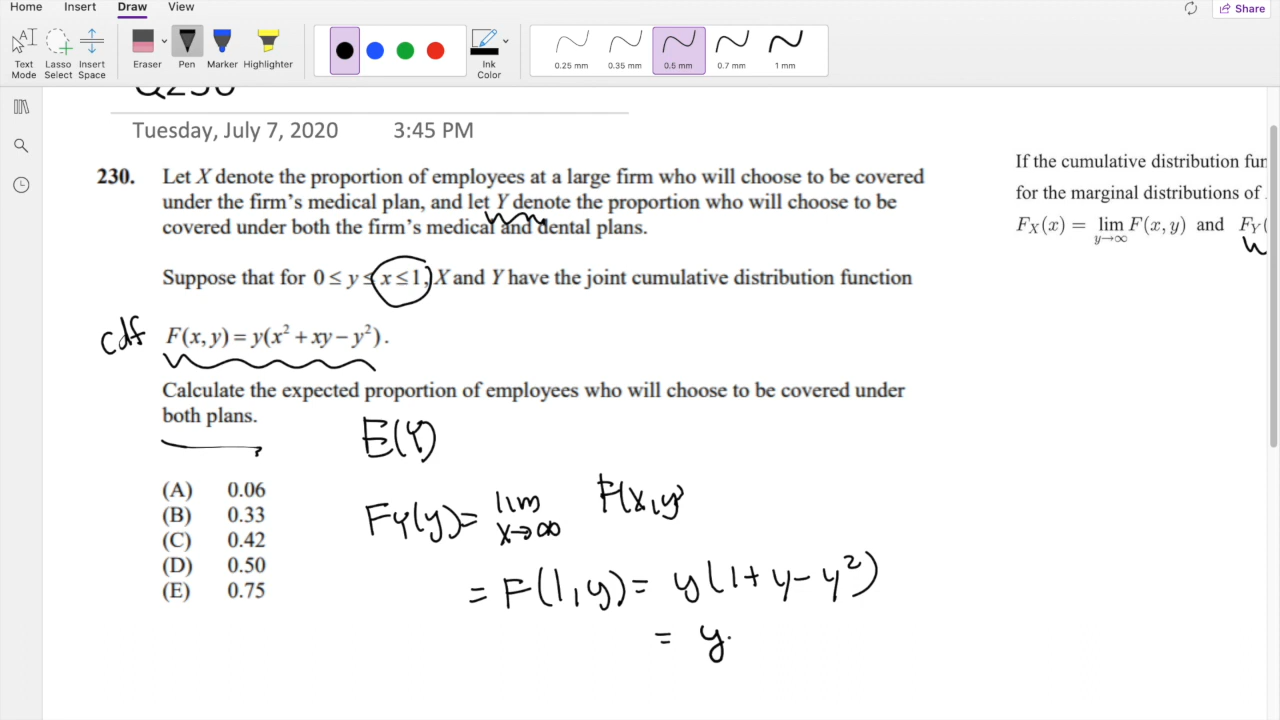 Home Insert Draw View
Share
Text Mode
Lasso Select
Insert Space
Eraser
Pen
Marker
Highlighter
Ink Color
0.25 mm
0.35 mm
0.5 mm
0.7 mm
1 mm
Tuesday, July 7, 2020 3:45 PM
230. Let X denote the proportion of employees at a large firm who will choose to be covered
under the firm's medical plan, and let Y denote the proportion who will choose to be
covered under both the firm's medical and dental plans.
Suppose that for 0 ≤ y ≤ x ≤ 1, X and Y have the joint cumulative distribution function
cdf F(x, y) = y(x² + xy − y²).
Calculate the expected proportion of employees who will choose to be covered under
both plans.
E(Y)
(A) 0.06
(B) 0.33
(C) 0.42
(D) 0.50
(E) 0.75
F_Y(y) = lim x→∞ F(x, y)
= F(1, y) = y(1 + y − y²)
= y
If the cumulative distribution
for the marginal distributions of
F_X(x) = lim y→∞ F(x, y) and F_Y(